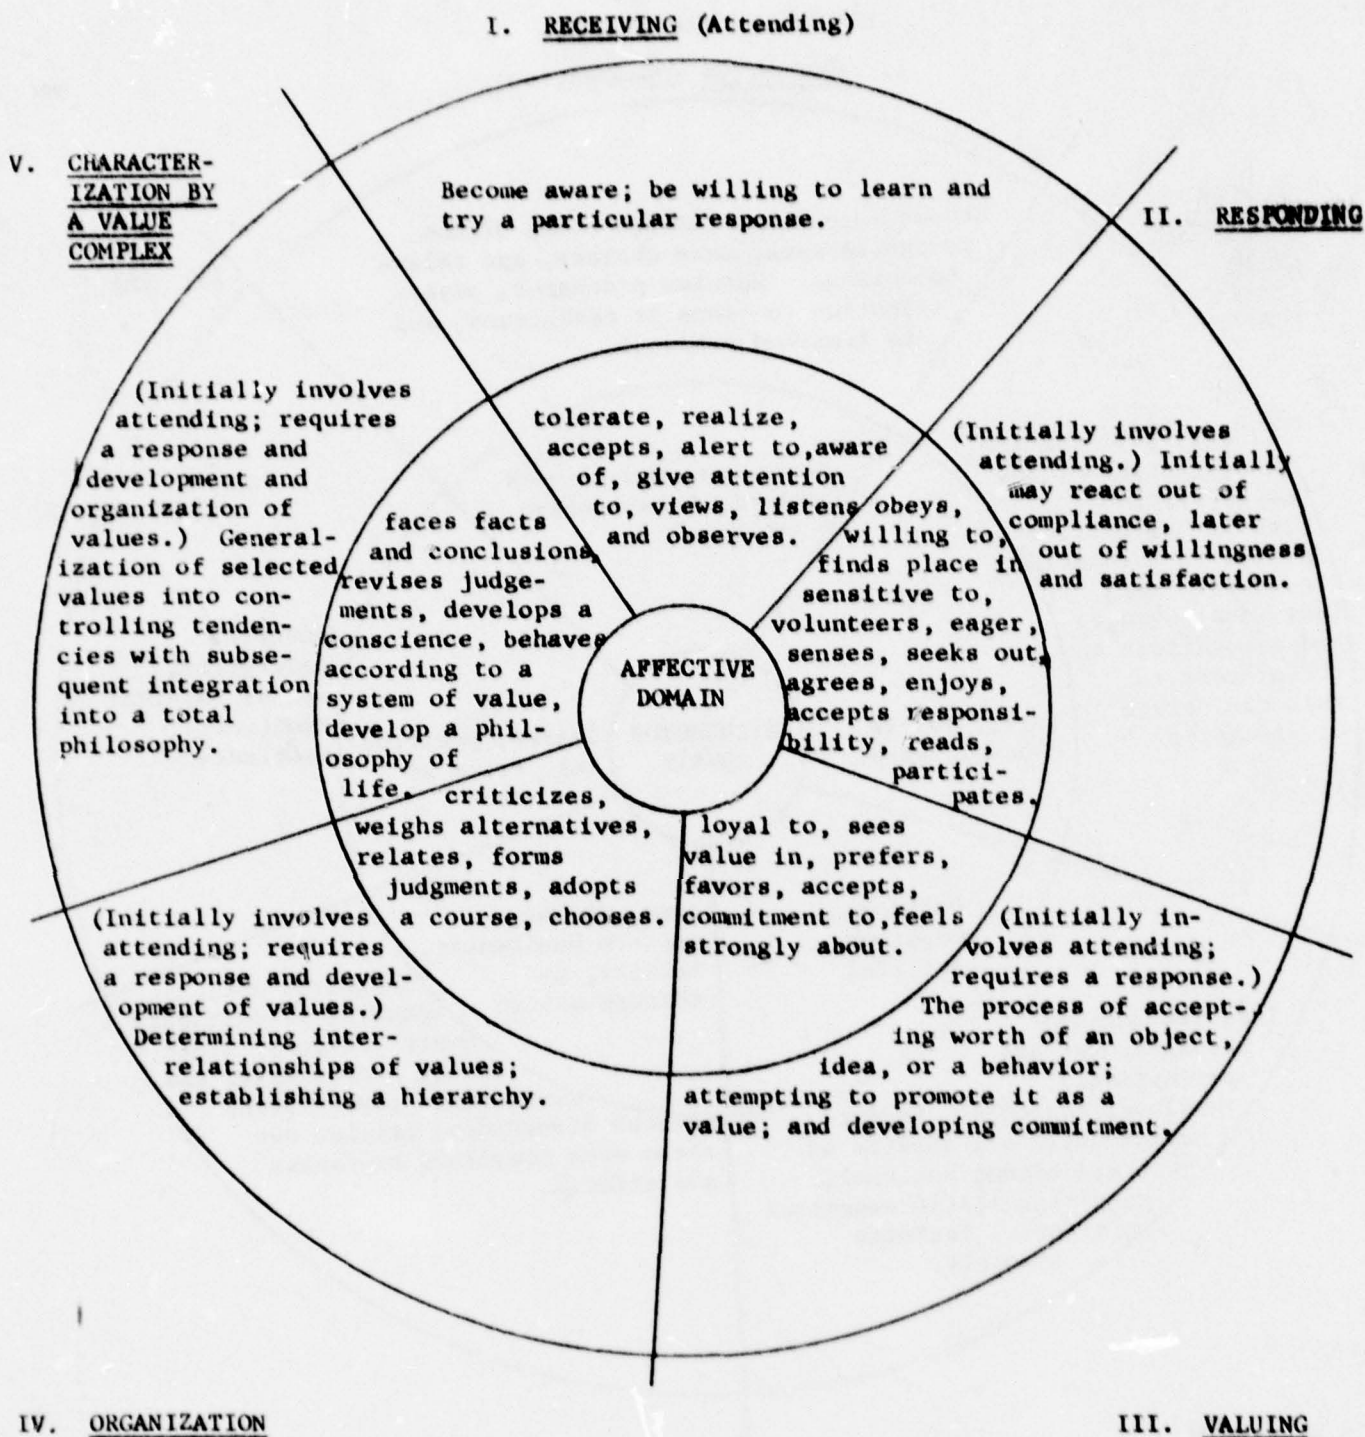 I. RECEIVING (Attending)
Become aware; be willing to learn and
try a particular response.
tolerate, realize,
accepts, alert to,aware
of, give attention
to, views, listens
and observes.
II. RESPONDING
(Initially involves
attending.) Initially
may react out of
compliance, later
out of willingness
and satisfaction.
obeys,
willing to,
finds place in
sensitive to,
volunteers, eager,
senses, seeks out,
agrees, enjoys,
accepts responsi-
bility, reads,
partici-
pates.
III. VALUING
(Initially in-
volves attending;
requires a response.)
The process of accept-
ing worth of an object,
idea, or a behavior;
attempting to promote it as a
value; and developing commitment.
loyal to, sees
value in, prefers,
favors, accepts,
commitment to,feels
strongly about.
IV. ORGANIZATION
(Initially involves
attending; requires
a response and devel-
opment of values.)
Determining inter-
relationships of values;
establishing a hierarchy.
criticizes,
weighs alternatives,
relates, forms
judgments, adopts
a course, chooses.
V. CHARACTER-
IZATION BY
A VALUE
COMPLEX
(Initially involves
attending; requires
a response and
development and
organization of
values.) General-
ization of selected
values into con-
trolling tenden-
cies with subse-
quent integration
into a total
philosophy.
faces facts
and conclusions,
revises judge-
ments, develops a
conscience, behaves
according to a
system of value,
develop a phil-
osophy of
life.
AFFECTIVE
DOMAIN